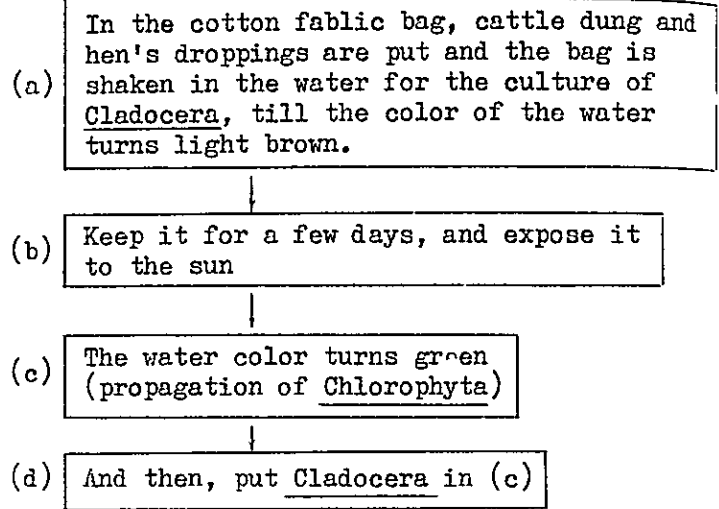 In the cotton fablic bag, cattle dung and
hen's droppings are put and the bag is
(a) shaken in the water for the culture of
Cladocera, till the color of the water
turns light brown.
(b) Keep it for a few days, and expose it
to the sun
(c) The water color turns green
(propagation of Chlorophyta)
(d) And then, put Cladocera in (c)